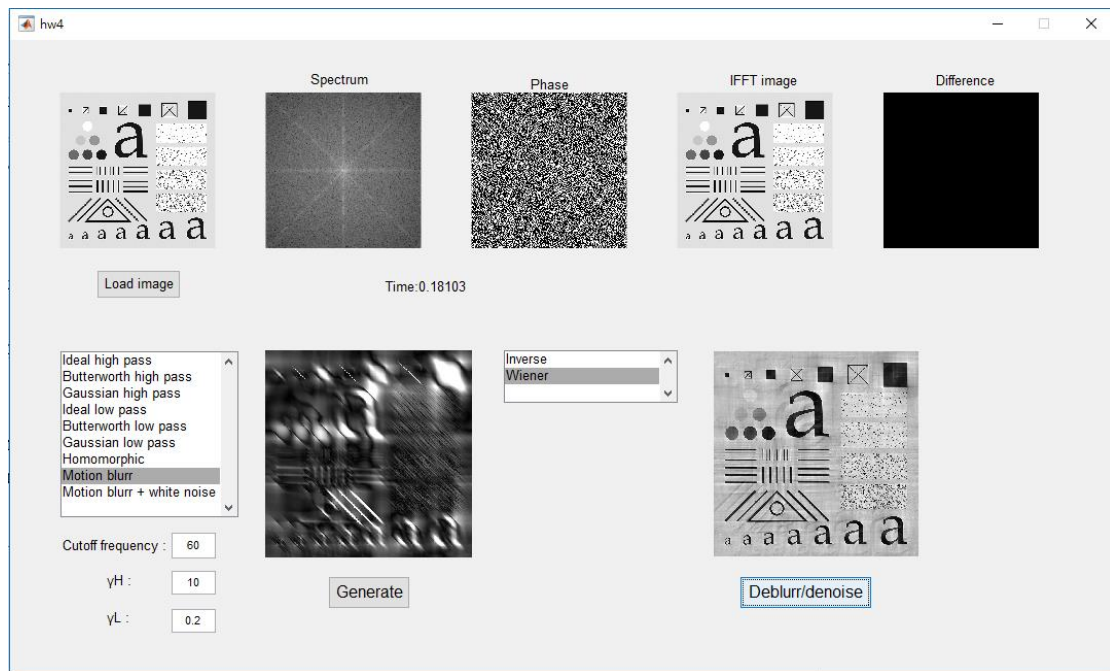 hw4
Spectrum
Phase
IFFT image
Difference
a
a a a a a a a
a
a a a a a a a
Load image
Time:0.18103
Ideal high pass
Butterworth high pass
Gaussian high pass
Ideal low pass
Butterworth low pass
Gaussian low pass
Homomorphic
Motion blurr
Motion blurr + white noise
Inverse
Wiener
a
a a a a a a a
Cutoff frequency : 60
γH : 10
γL : 0.2
Generate
Deblurr/denoise